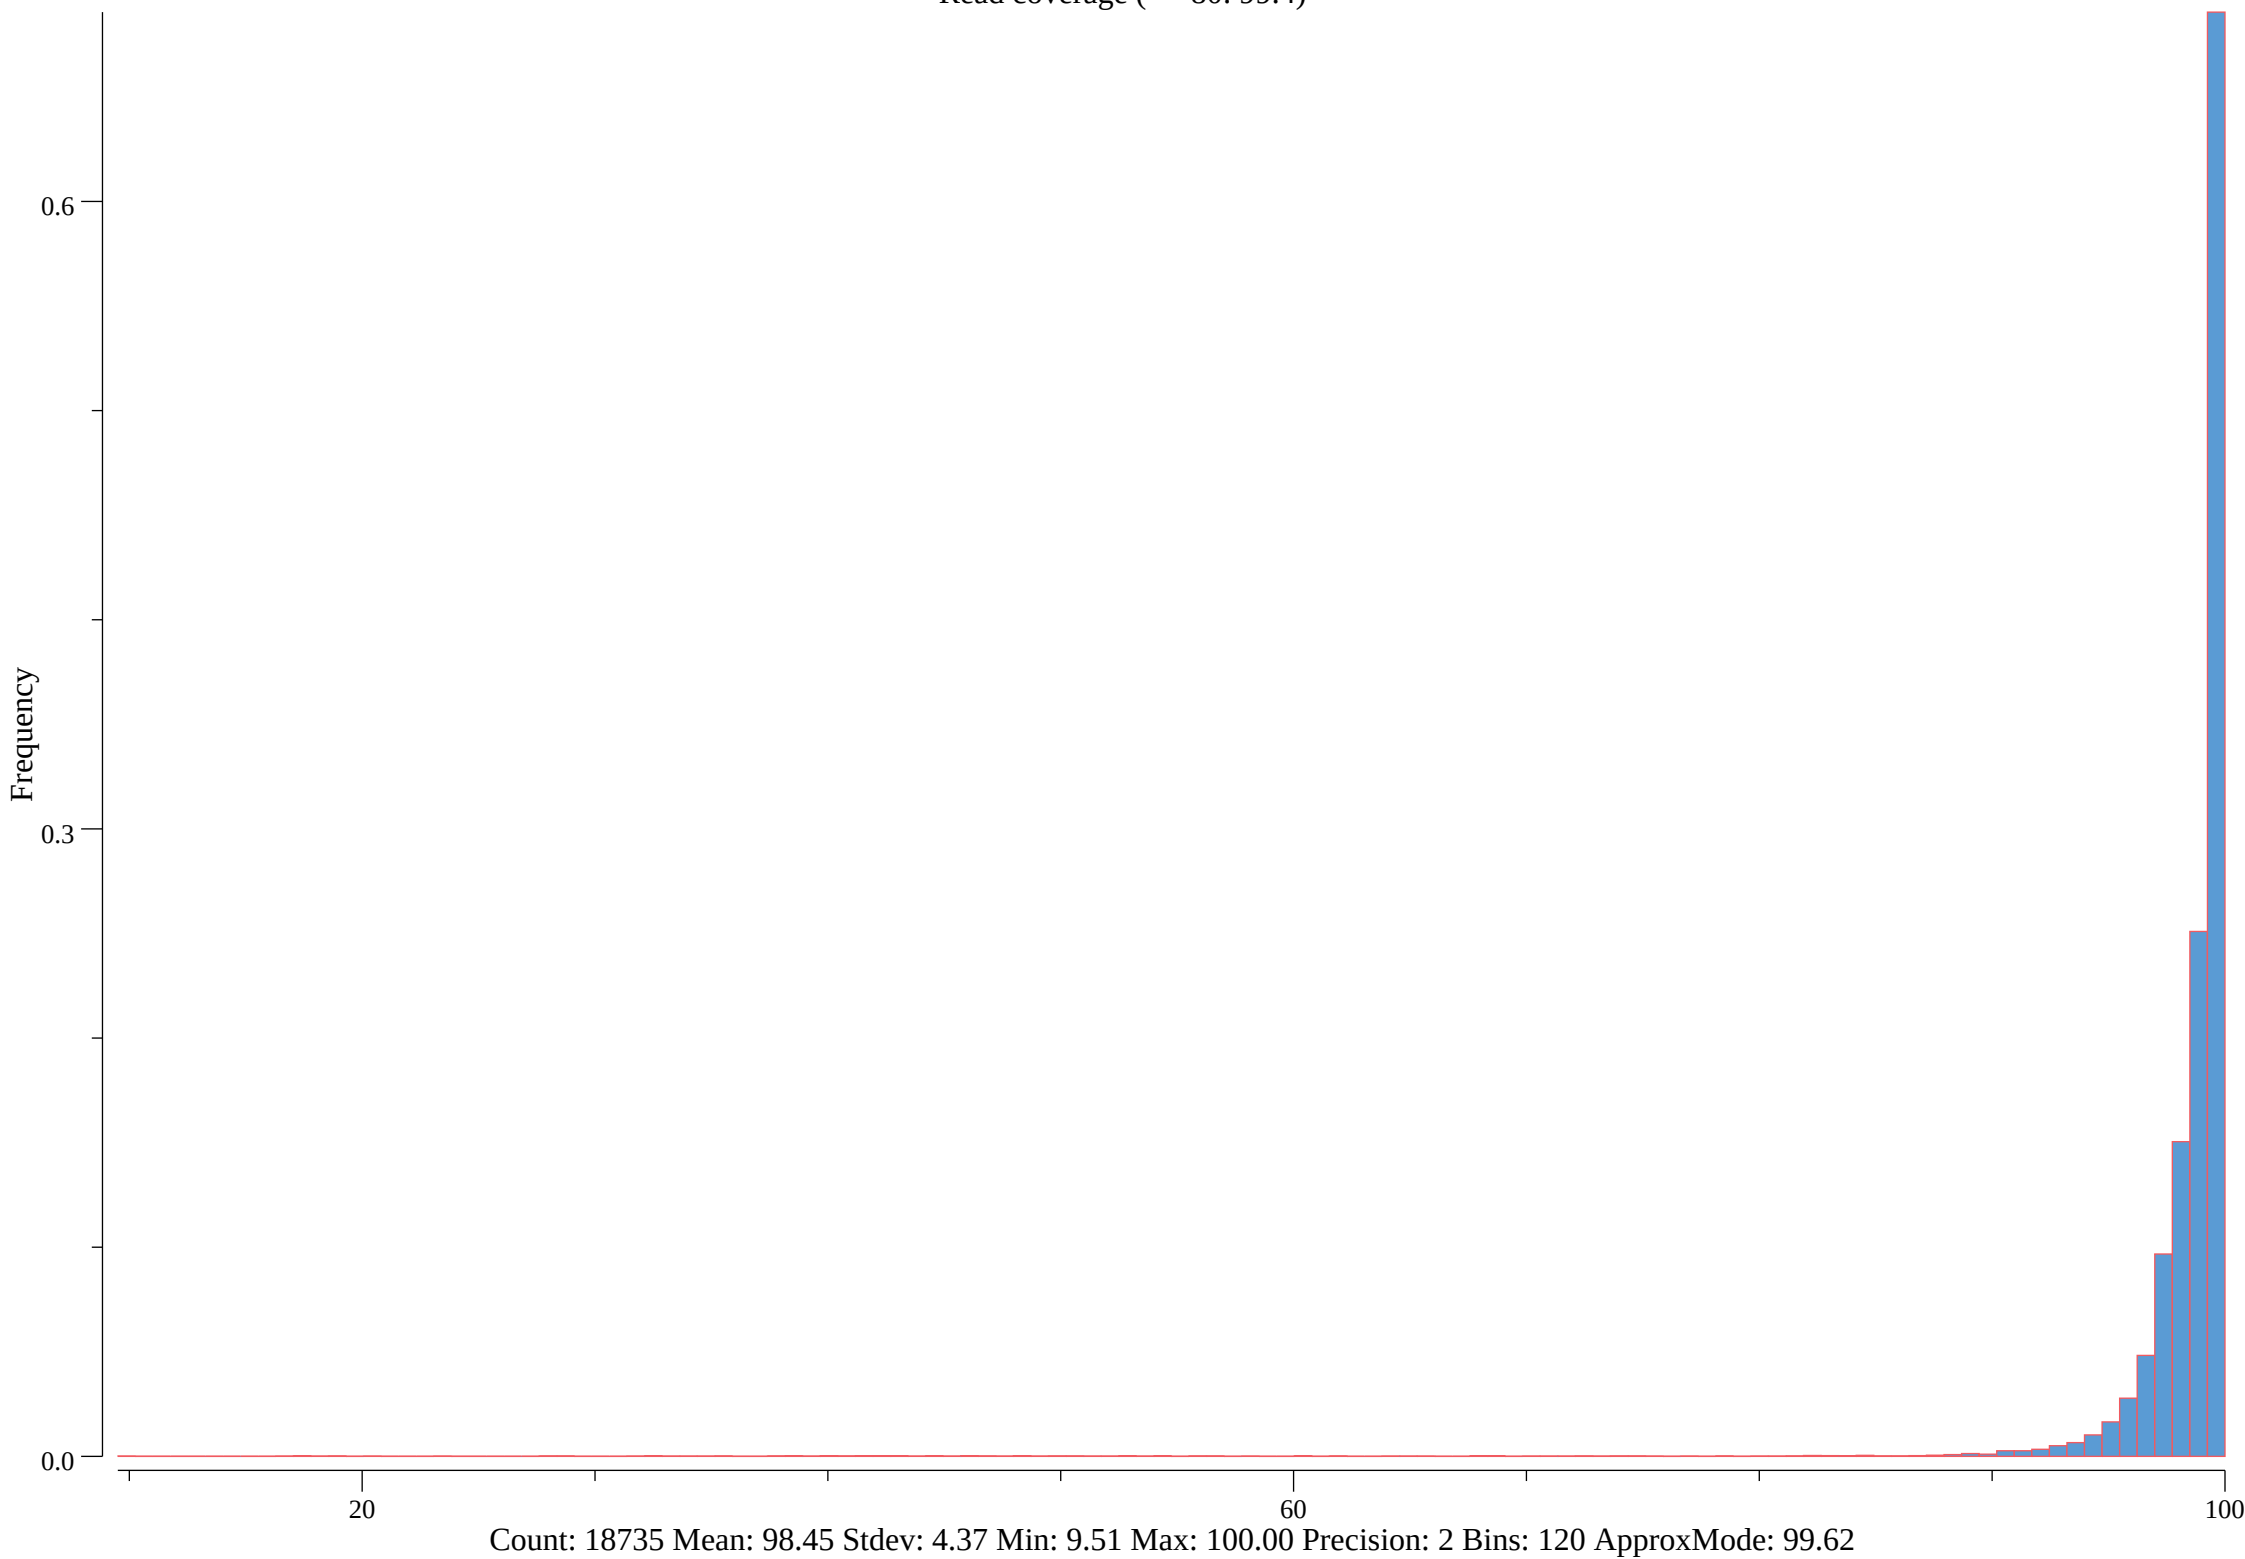 coverage (
0.6
Frequency
0.3
0.0
20 60 100
Count: 18735 Mean: 98.45 Stdev: 4.37 Min: 9.51 Max: 100.00 Precision: 2 Bins: 120 ApproxMode: 99.62